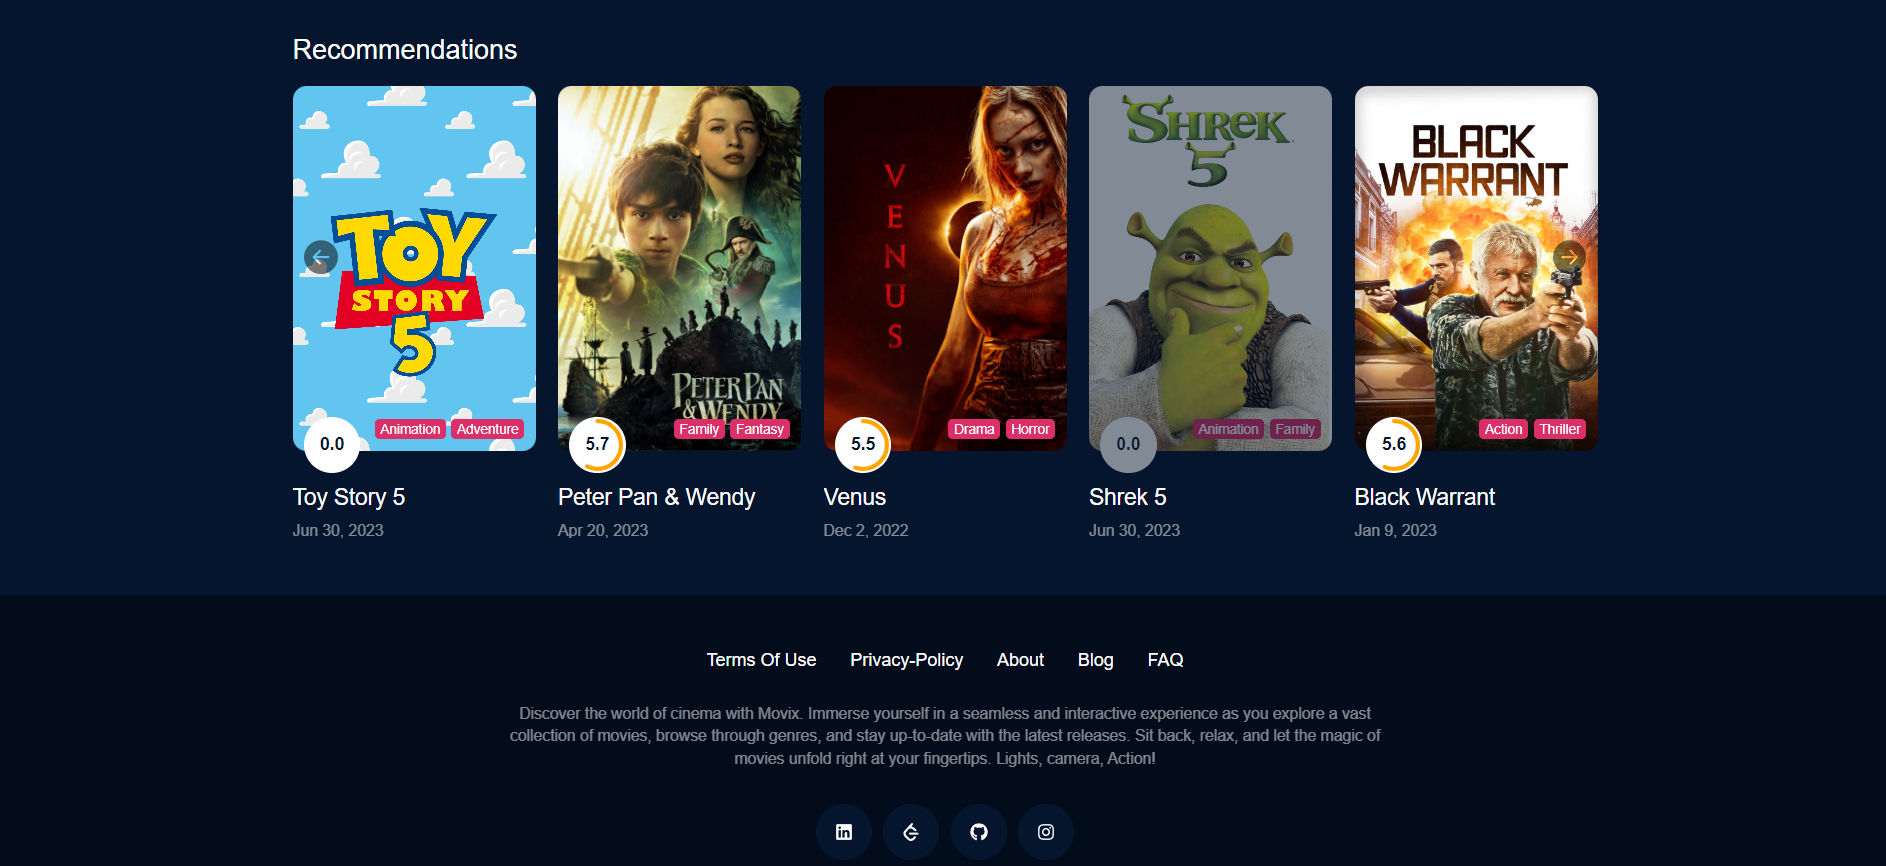 Recommendations
TOY
STORY
5
PETER PAN
& WENDY
VENUS
SHREK
5
BLACK
WARRANT
0.0
Animation
Adventure
5.7
Family
Fantasy
5.5
Drama
Horror
0.0
Animation
Family
5.6
Action
Thriller
Toy Story 5
Peter Pan & Wendy
Venus
Shrek 5
Black Warrant
Jun 30, 2023
Apr 20, 2023
Dec 2, 2022
Jun 30, 2023
Jan 9, 2023
Terms Of Use
Privacy-Policy
About
Blog
FAQ
Discover the world of cinema with Movix. Immerse yourself in a seamless and interactive experience as you explore a vast
collection of movies, browse through genres, and stay up-to-date with the latest releases. Sit back, relax, and let the magic of
movies unfold right at your fingertips. Lights, camera, Action!
in